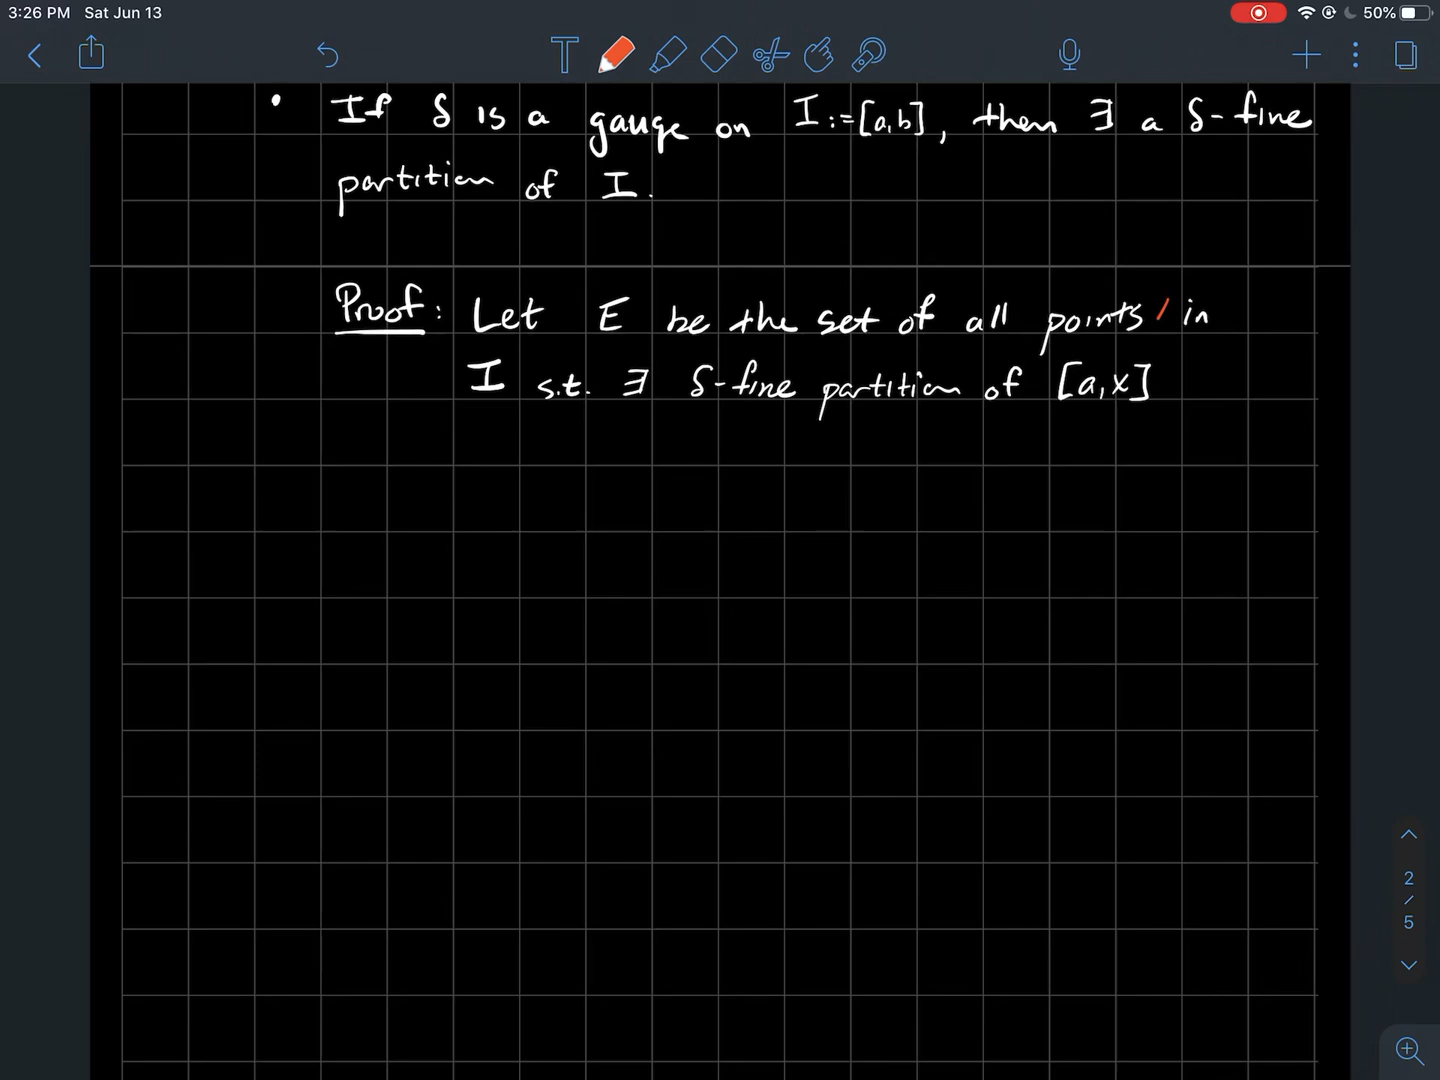 3:26 PM Sat Jun 13
50%
• If δ is a gauge on I:=[a,b], then ∃ a δ-fine
partition of I.
Proof: Let E be the set of all points in
I s.t. ∃ δ-fine partition of [a,x]
2
/
5